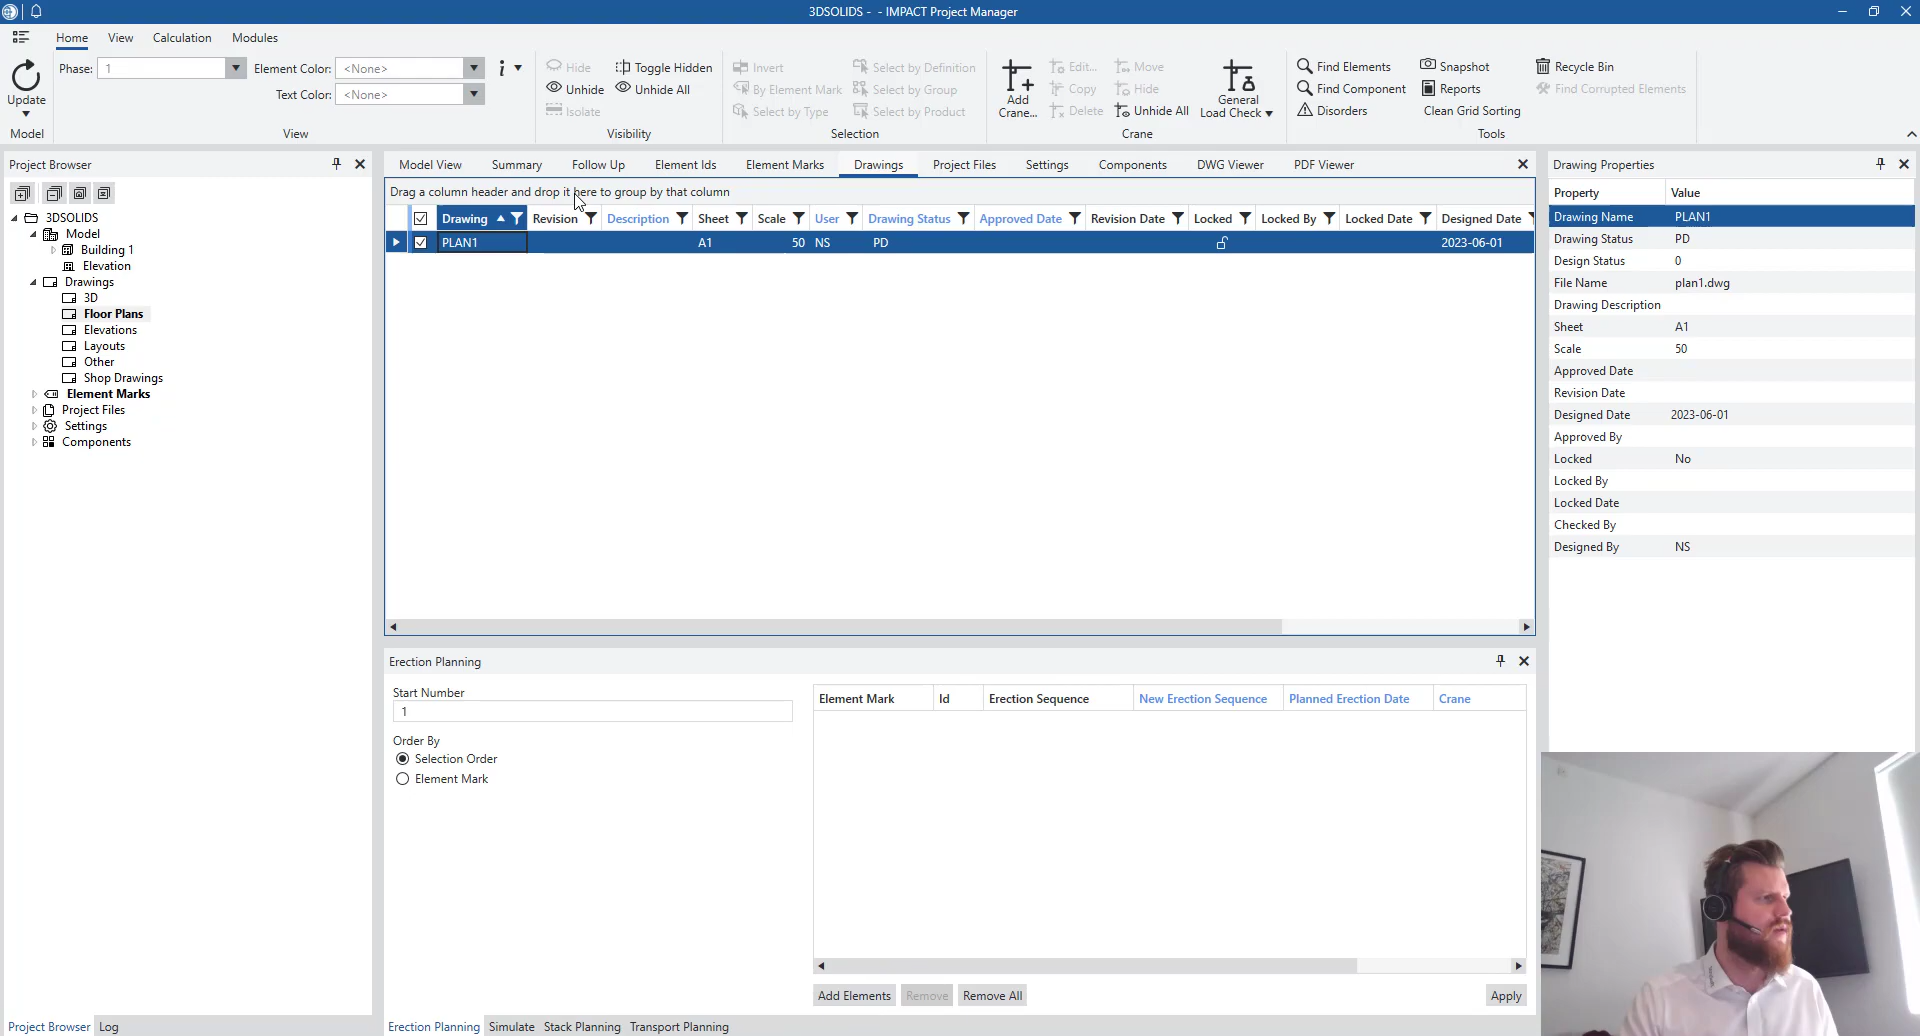 3DSOLIDS - - IMPACT Project Manager
Home View Calculation Modules
Update
Model
Phase: 1
Element Color: <None>
Text Color: <None>
i
View
Hide
Unhide
Isolate
Toggle Hidden
Unhide All
Visibility
Invert
By Element Mark
Select by Type
Select by Definition
Select by Group
Select by Product
Selection
Add
Crane...
Edit...
Copy
Delete
Move
Hide
Unhide All
General
Load Check
Crane
Find Elements
Find Component
Disorders
Snapshot
Reports
Clean Grid Sorting
Recycle Bin
Find Corrupted Elements
Tools
Project Browser
3DSOLIDS
Model
Building 1
Elevation
Drawings
3D
Floor Plans
Elevations
Layouts
Other
Shop Drawings
Element Marks
Project Files
Settings
Components
Project Browser Log
Model View Summary Follow Up Element Ids Element Marks Drawings Project Files Settings Components DWG Viewer PDF Viewer
Drag a column header and drop it here to group by that column
Drawing Revision Description Sheet Scale User Drawing Status Approved Date Revision Date Locked Locked By Locked Date Designed Date
PLAN1 A1 50 NS PD 2023-06-01
Erection Planning
Start Number
1
Order By
Selection Order
Element Mark
Element Mark Id Erection Sequence New Erection Sequence Planned Erection Date Crane
Add Elements Remove Remove All Apply
Erection Planning Simulate Stack Planning Transport Planning
Drawing Properties
Property Value
Drawing Name PLAN1
Drawing Status PD
Design Status 0
File Name plan1.dwg
Drawing Description
Sheet A1
Scale 50
Approved Date
Revision Date
Designed Date 2023-06-01
Approved By
Locked No
Locked By
Locked Date
Checked By
Designed By NS